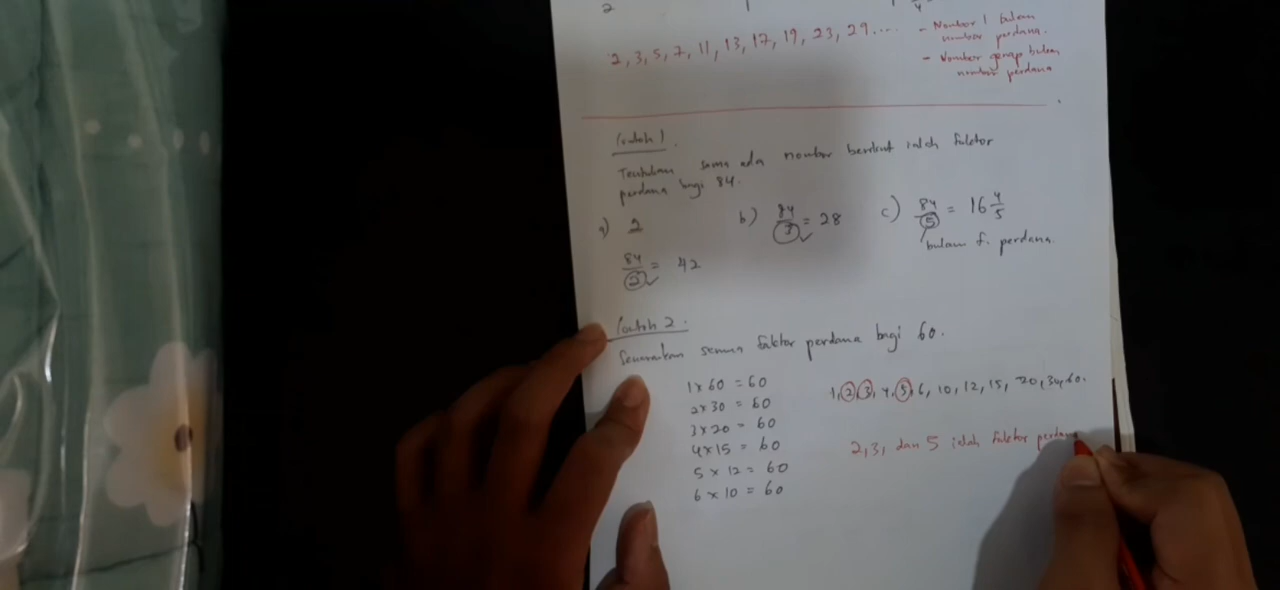 2, 3, 5, 7, 11, 13, 17, 19, 23, 29....
- Nombor 1 bukan
nombor perdana.
- Nombor genap bukan
nombor perdana
Contoh 1.
Tentukan sama ada nombor berikut ialah faktor
perdana bagi 84.
a) 2
84/2 = 42
b) 84/3 = 28
c) 84/5 = 16 4/5
bukan f. perdana.
Contoh 2.
Senaraikan semua faktor perdana bagi 60.
1 x 60 = 60
2 x 30 = 60
3 x 20 = 60
4 x 15 = 60
5 x 12 = 60
6 x 10 = 60
1, 2, 3, 4, 5, 6, 10, 12, 15, 20, 30, 60.
2, 3, dan 5 ialah faktor perdana